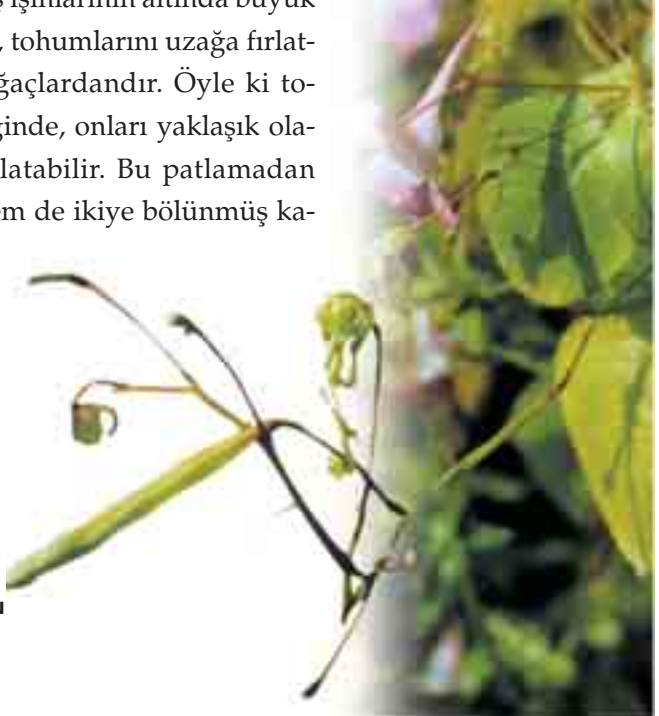 ışınlarının altında büyük
, tohumlarını uzağa fırlat-
ğaçlardandır. Öyle ki to-
ğinde, onları yaklaşık ola-
latabilir. Bu patlamadan
em de ikiye bölünmüş ka-